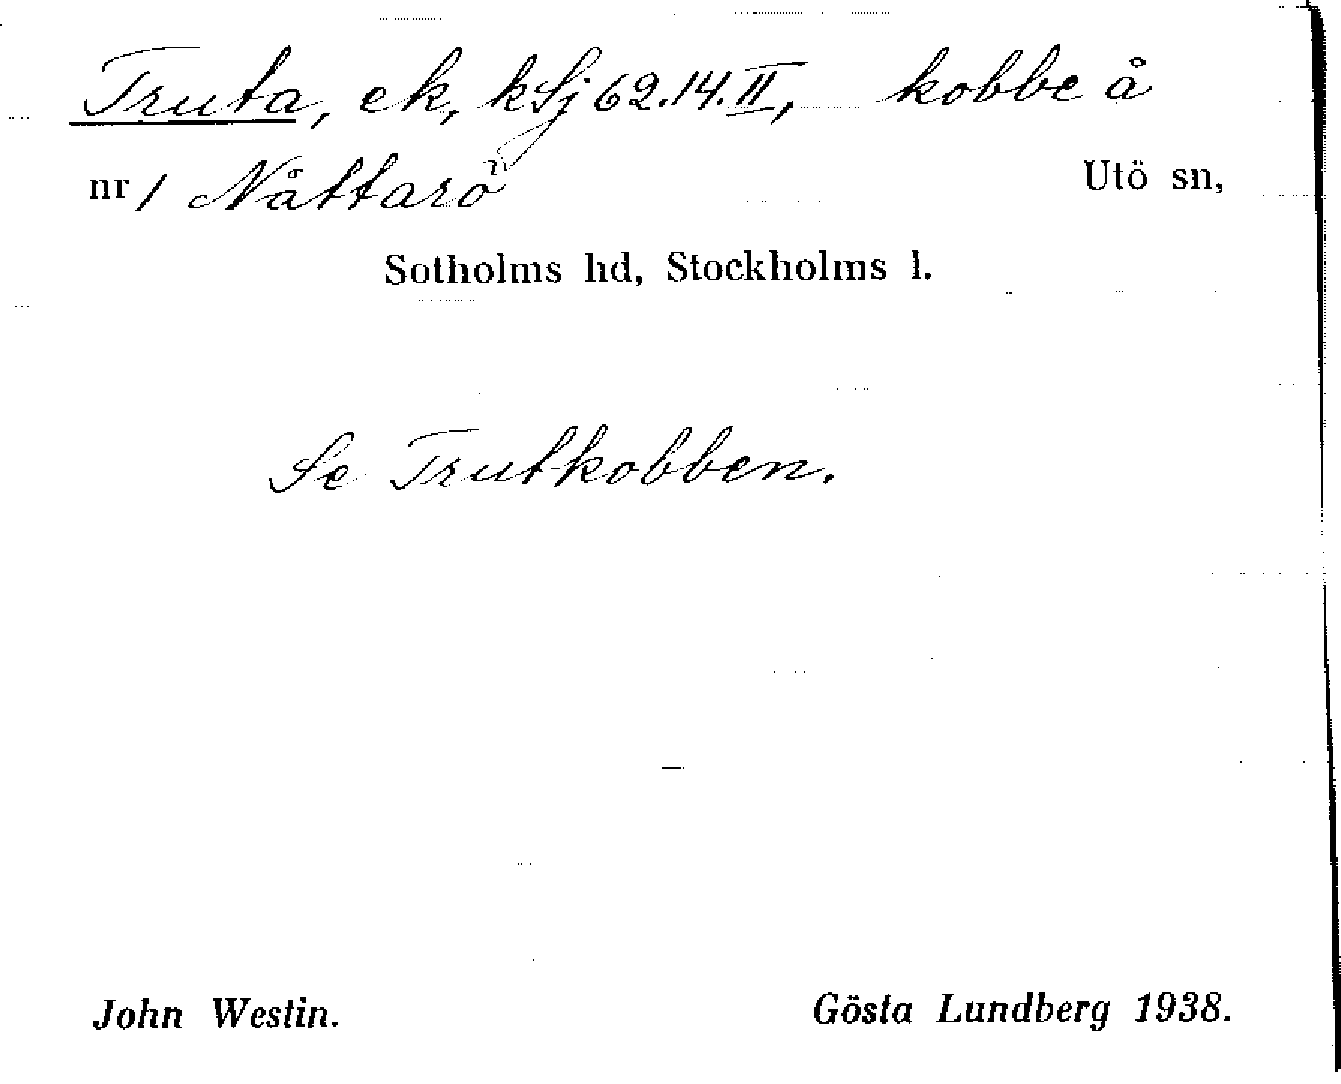 Truta, ek, kSj 62.14.II, kobbe å
nr 1 Nåttarö Utö sn,
Sotholms hd, Stockholms l.
Se Trutkobben.
John Westin. Gösta Lundberg 1938.